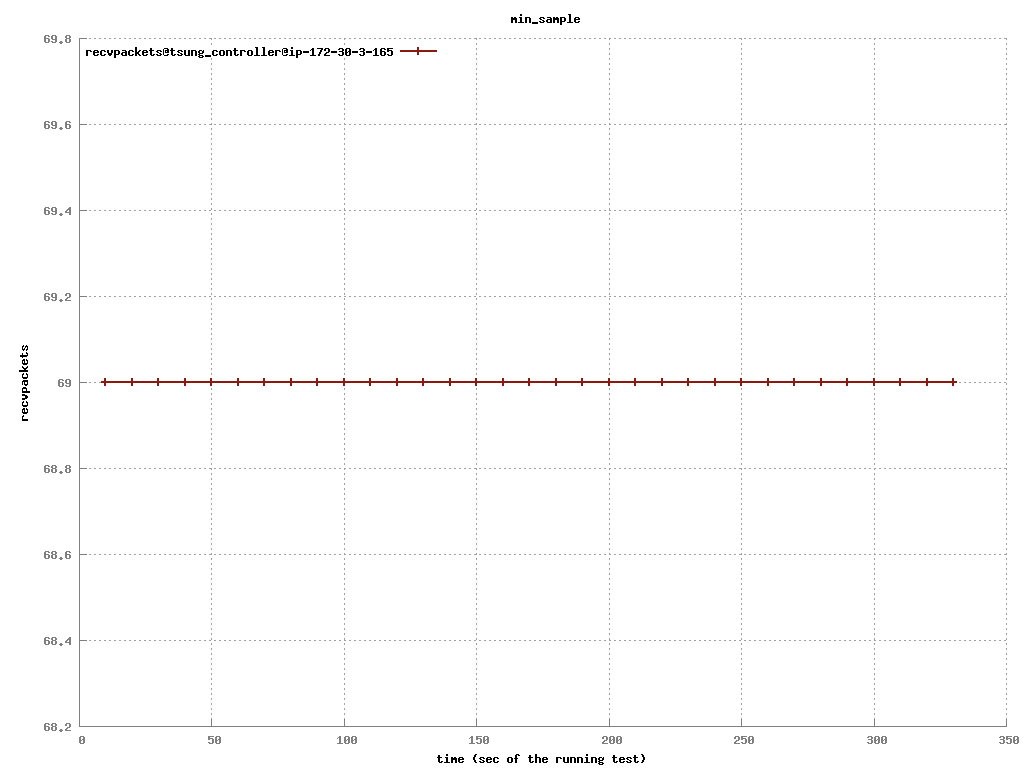 min_sample
recvpackets@tsung_controller@ip-172-30-3-165
69.8
69.6
69.4
69.2
69
68.8
68.6
68.4
68.2
recvpackets
0 50 100 150 200 250 300 350
time (sec of the running test)